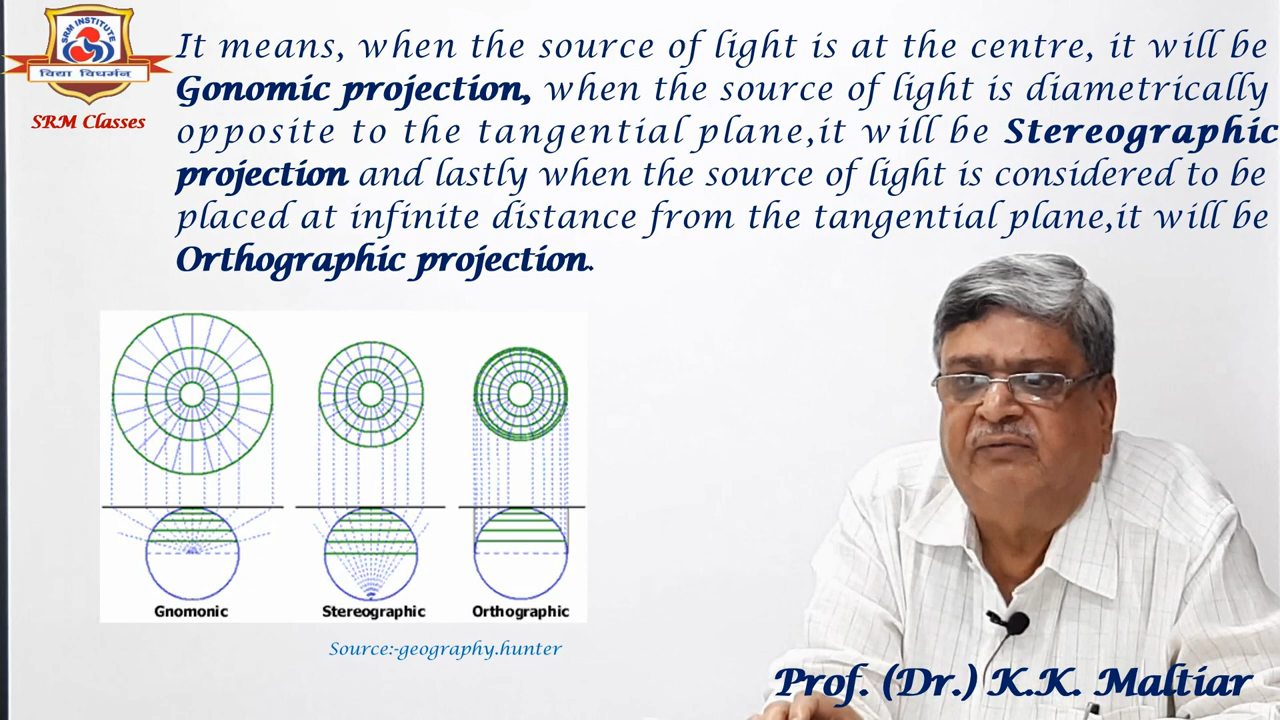 SRM INSTITUTE
विद्या विधर्मन्
SRM Classes
It means, when the source of light is at the centre, it will be
Gonomic projection, when the source of light is diametrically
opposite to the tangential plane,it will be Stereographic
projection and lastly when the source of light is considered to be
placed at infinite distance from the tangential plane,it will be
Orthographic projection.
Gnomonic Stereographic Orthographic
Source:-geography.hunter
Prof. (Dr.) K.K. Maltiar